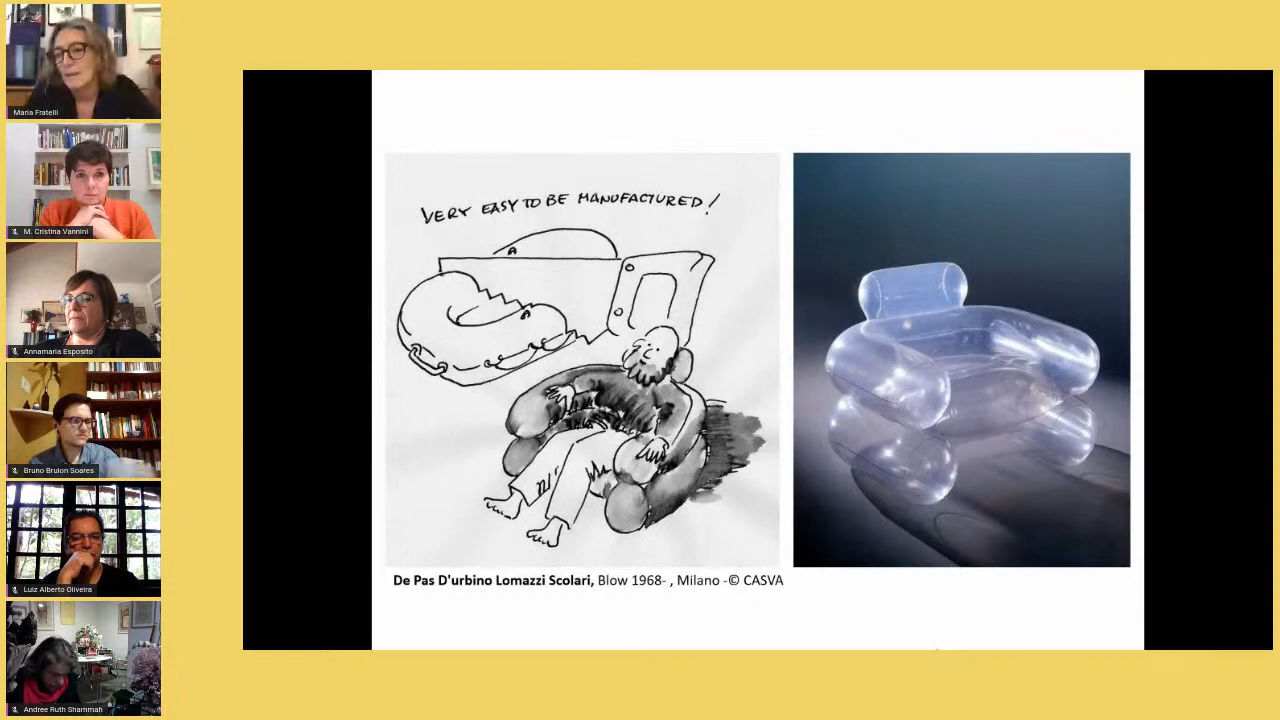 Maria Fratelli
M. Cristina Vannini
Annamaria Esposito
Bruno Brulon Soares
Luiz Alberto Oliveira
Andree Ruth Shammah
VERY EASY TO BE MANUFACTURED!
A
A
De Pas D'urbino Lomazzi Scolari, Blow 1968- , Milano -© CASVA